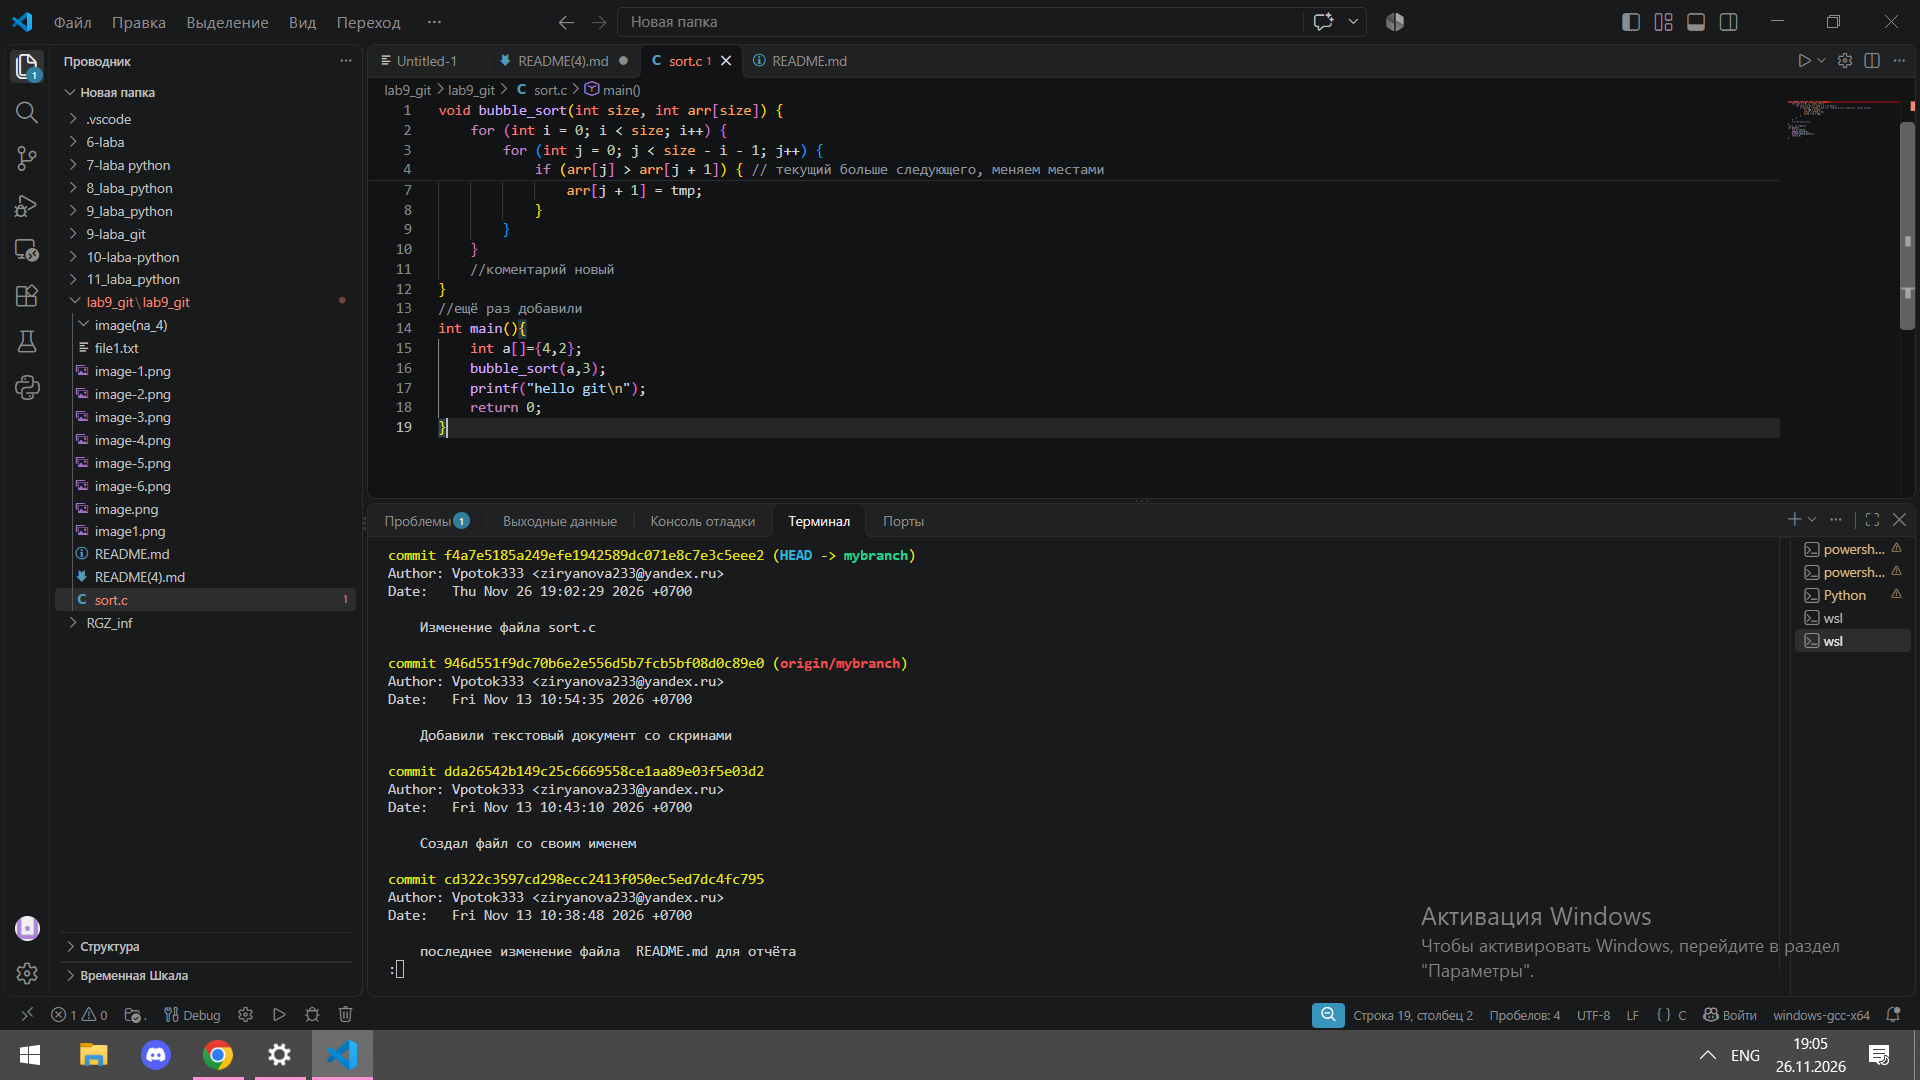 Файл Правка Выделение Вид Переход ··· Новая папка
Проводник ···
Новая папка
.vscode
6-laba
7-laba python
8_laba_python
9_laba_python
9-laba_git
10-laba-python
11_laba_python
lab9_git\lab9_git
image(na_4)
file1.txt
image-1.png
image-2.png
image-3.png
image-4.png
image-5.png
image-6.png
image.png
image1.png
README.md
README(4).md
C sort.c 1
RGZ_inf
Структура
Временная Шкала
Untitled-1 README(4).md C sort.c 1 README.md
lab9_git > lab9_git > C sort.c > main()
1 void bubble_sort(int size, int arr[size]) {
2 for (int i = 0; i < size; i++) {
3 for (int j = 0; j < size - i - 1; j++) {
4 if (arr[j] > arr[j + 1]) { // текущий больше следующего, меняем местами
7 arr[j + 1] = tmp;
8 }
9 }
10 }
11 //коментарий новый
12 }
13 //ещё раз добавили
14 int main(){
15 int a[]={4,2};
16 bubble_sort(a,3);
17 printf("hello git\n");
18 return 0;
19 }
Проблемы 1 Выходные данные Консоль отладки Терминал Порты
commit f4a7e5185a249efe1942589dc071e8c7e3c5eee2 (HEAD -> mybranch)
Author: Vpotok333 <ziryanova233@yandex.ru>
Date: Thu Nov 26 19:02:29 2026 +0700
Изменение файла sort.c
commit 946d551f9dc70b6e2e556d5b7fcb5bf08d0c89e0 (origin/mybranch)
Author: Vpotok333 <ziryanova233@yandex.ru>
Date: Fri Nov 13 10:54:35 2026 +0700
Добавили текстовый документ со скринами
commit dda26542b149c25c6669558ce1aa89e03f5e03d2
Author: Vpotok333 <ziryanova233@yandex.ru>
Date: Fri Nov 13 10:43:10 2026 +0700
Создал файл со своим именем
commit cd322c3597cd298ecc2413f050ec5ed7dc4fc795
Author: Vpotok333 <ziryanova233@yandex.ru>
Date: Fri Nov 13 10:38:48 2026 +0700
последнее изменение файла README.md для отчёта
:
powersh...
powersh...
Python
wsl
wsl
Активация Windows
Чтобы активировать Windows, перейдите в раздел
"Параметры".
1 0 Debug Строка 19, столбец 2 Пробелов: 4 UTF-8 LF { } C Войти windows-gcc-x64
ENG 19:05
26.11.2026